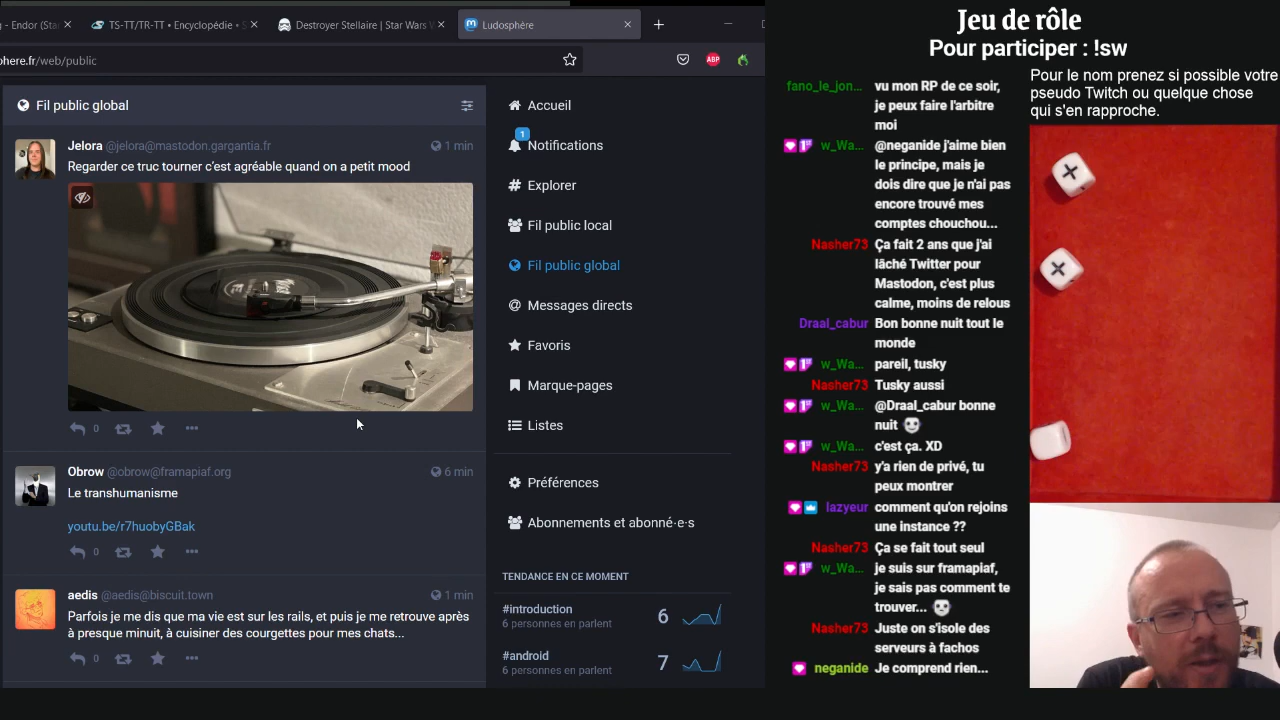 g - Endor (Sta
TS-TT/TR-TT • Encyclopédie • S
Destroyer Stellaire | Star Wars W
Ludosphère
phere.fr/web/public
ABP
Fil public global
Jelora @jelora@mastodon.gargantia.fr
1 min
Regarder ce truc tourner c'est agréable quand on a petit mood
0
Obrow @obrow@framapiaf.org
6 min
Le transhumanisme
youtu.be/r7huobyGBak
0
aedis @aedis@biscuit.town
1 min
Parfois je me dis que ma vie est sur les rails, et puis je me retrouve après
à presque minuit, à cuisiner des courgettes pour mes chats...
0
Accueil
1
Notifications
Explorer
Fil public local
Fil public global
Messages directs
Favoris
Marque-pages
Listes
Préférences
Abonnements et abonné·e·s
TENDANCE EN CE MOMENT
#introduction
6 personnes en parlent
6
#android
6 personnes en parlent
7
Jeu de rôle
Pour participer : !sw
fano_le_jon... vu mon RP de ce soir,
je peux faire l'arbitre
moi
w_Wa... @neganide j'aime bien
le principe, mais je
dois dire que je n'ai pas
encore trouvé mes
comptes chouchou...
Nasher73 Ça fait 2 ans que j'ai
lâché Twitter pour
Mastodon, c'est plus
calme, moins de relous
Draal_cabur Bon bonne nuit tout le
monde
w_Wa... pareil, tusky
Nasher73 Tusky aussi
w_Wa... @Draal_cabur bonne
nuit
w_Wa... c'est ça. XD
Nasher73 y'a rien de privé, tu
peux montrer
lazyeur comment qu'on rejoins
une instance ??
Nasher73 Ça se fait tout seul
w_Wa... je suis sur framapiaf,
je sais pas comment te
trouver...
Nasher73 Juste on s'isole des
serveurs à fachos
neganide Je comprend rien...
Pour le nom prenez si possible votre
pseudo Twitch ou quelque chose
qui s'en rapproche.